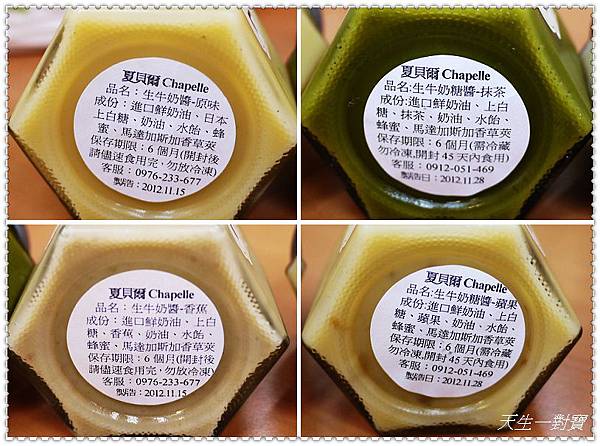 夏貝爾 Chapelle
品名：生牛奶醬-原味
成份：進口鮮奶油、日本
上白糖、奶油、水飴、蜂
蜜、馬達加斯加香草莢
保存期限：6 個月(開封後
請儘速食用完，勿放冷凍)
客服：0976-233-677
製造日：2012.11.15
夏貝爾 Chapelle
品名:生牛奶糖醬-抹茶
成份:進口鮮奶油、上白
糖、抹茶、奶油、水飴、
蜂蜜、馬達加斯加香草莢
保存期限：6 個月(需冷藏
勿冷凍,開封 45 天內食用)
客服：0912-051-469
製造日：2012.11.28
夏貝爾 Chapelle
品名：生牛奶醬-香蕉
成份：進口鮮奶油、上白
糖、香蕉、奶油、水飴、
蜂蜜、馬達加斯加香草莢
保存期限：6 個月(開封後
請儘速食用完，勿放冷凍)
客服：0976-233-677
製造日：2012.11.15
夏貝爾 Chapelle
品名:生牛奶糖醬-蘋果
成份:進口鮮奶油、上白
糖、蘋果、奶油、水飴、
蜂蜜、馬達加斯加香草莢
保存期限：6 個月(需冷藏
勿冷凍,開封 45 天內食用)
客服：0912-051-469
製造日：2012.11.28
天生一對寶